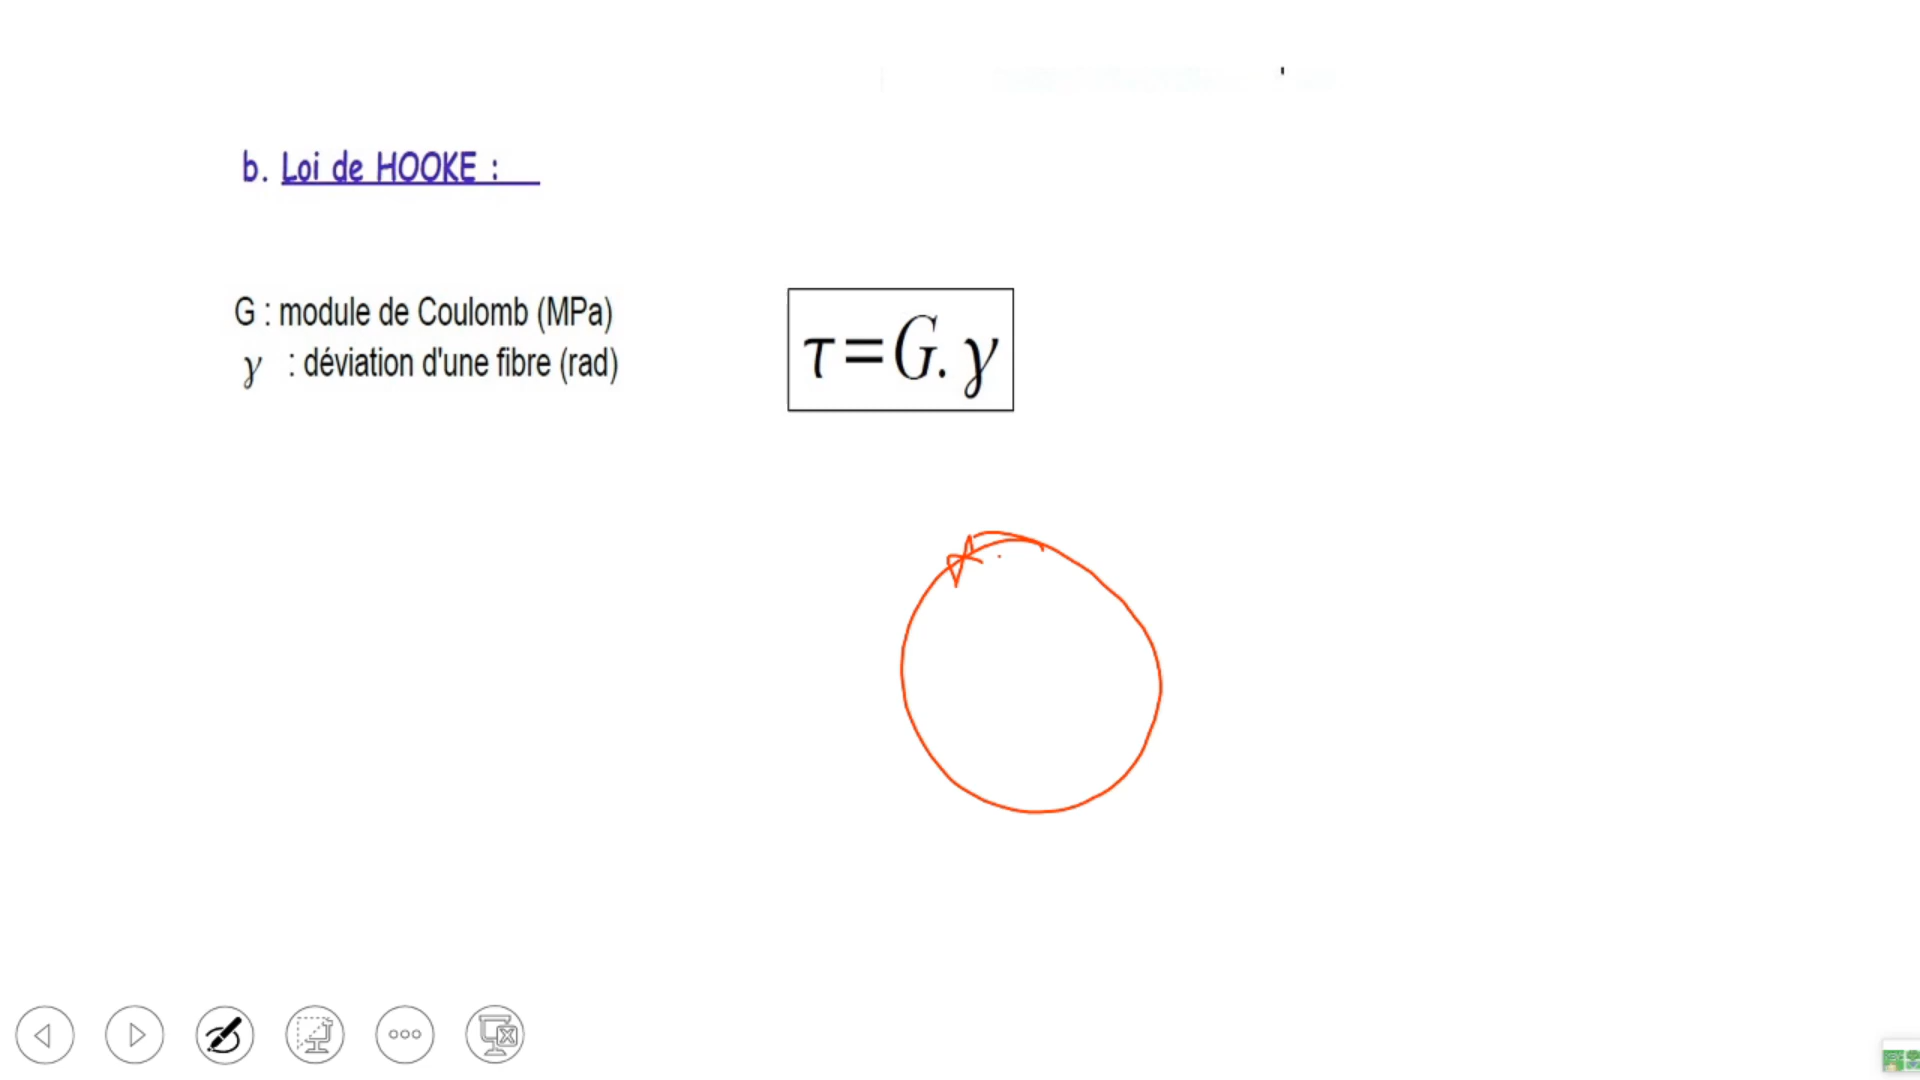 b. Loi de HOOKE :
G : module de Coulomb (MPa)
γ : déviation d'une fibre (rad)
τ=G.γ